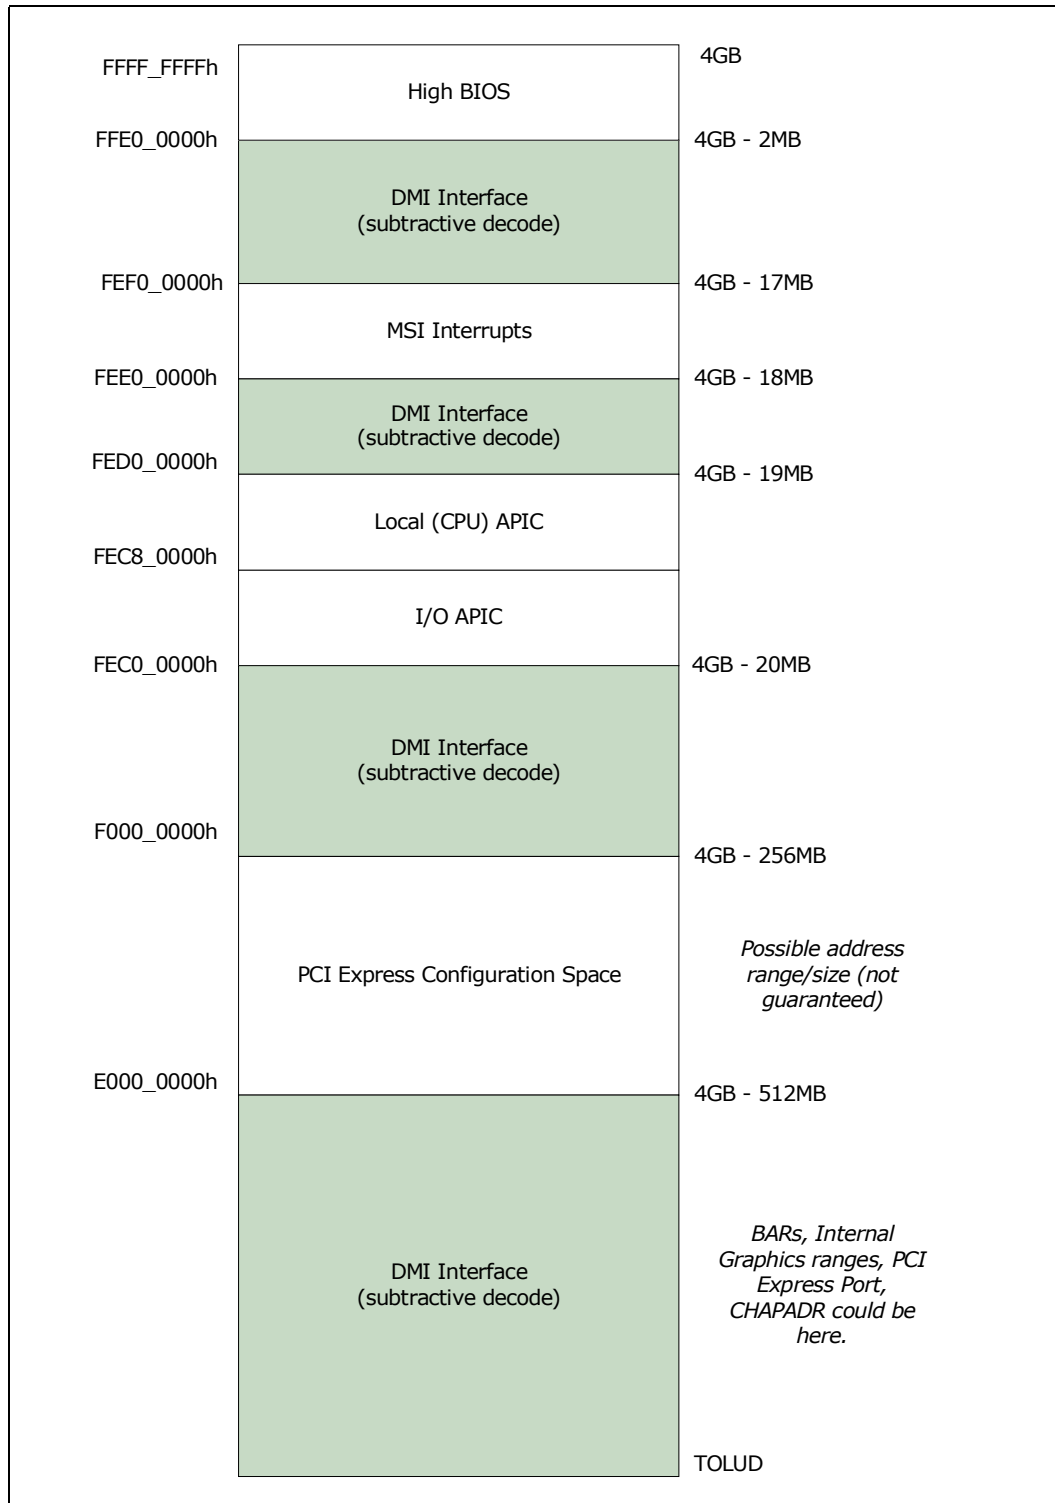 FFFF_FFFFh
4GB
High BIOS
FFE0_0000h
4GB - 2MB
DMI Interface
(subtractive decode)
FEF0_0000h
4GB - 17MB
MSI Interrupts
FEE0_0000h
4GB - 18MB
DMI Interface
(subtractive decode)
FED0_0000h
4GB - 19MB
Local (CPU) APIC
FEC8_0000h
I/O APIC
FEC0_0000h
4GB - 20MB
DMI Interface
(subtractive decode)
F000_0000h
4GB - 256MB
PCI Express Configuration Space
Possible address
range/size (not
guaranteed)
E000_0000h
4GB - 512MB
DMI Interface
(subtractive decode)
BARs, Internal
Graphics ranges, PCI
Express Port,
CHAPADR could be
here.
TOLUD